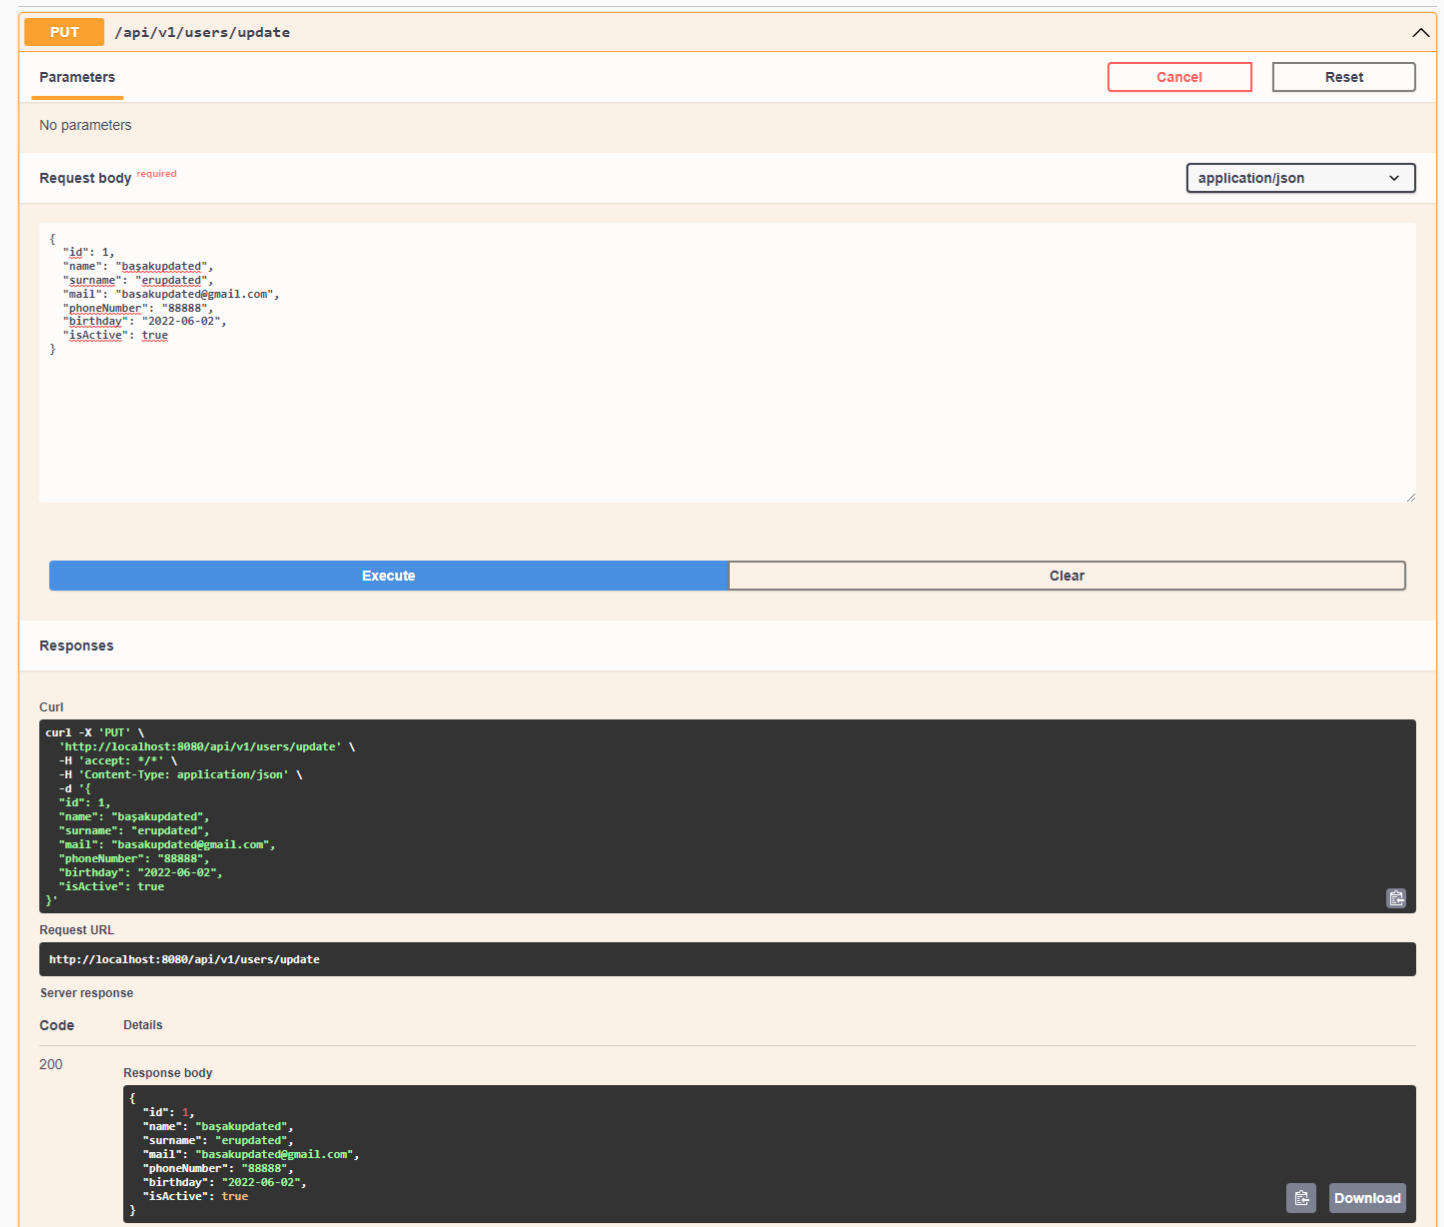 PUT /api/v1/users/update
Parameters Cancel Reset
No parameters
Request body required application/json
{
"id": 1,
"name": "başakupdated",
"surname": "erupdated",
"mail": "basakupdated@gmail.com",
"phoneNumber": "88888",
"birthday": "2022-06-02",
"isActive": true
}
Execute Clear
Responses
Curl
curl -X 'PUT' \
'http://localhost:8080/api/v1/users/update' \
-H 'accept: */*' \
-H 'Content-Type: application/json' \
-d '{
"id": 1,
"name": "başakupdated",
"surname": "erupdated",
"mail": "basakupdated@gmail.com",
"phoneNumber": "88888",
"birthday": "2022-06-02",
"isActive": true
}'
Request URL
http://localhost:8080/api/v1/users/update
Server response
Code Details
200
Response body
{
"id": 1,
"name": "başakupdated",
"surname": "erupdated",
"mail": "basakupdated@gmail.com",
"phoneNumber": "88888",
"birthday": "2022-06-02",
"isActive": true
}
Download